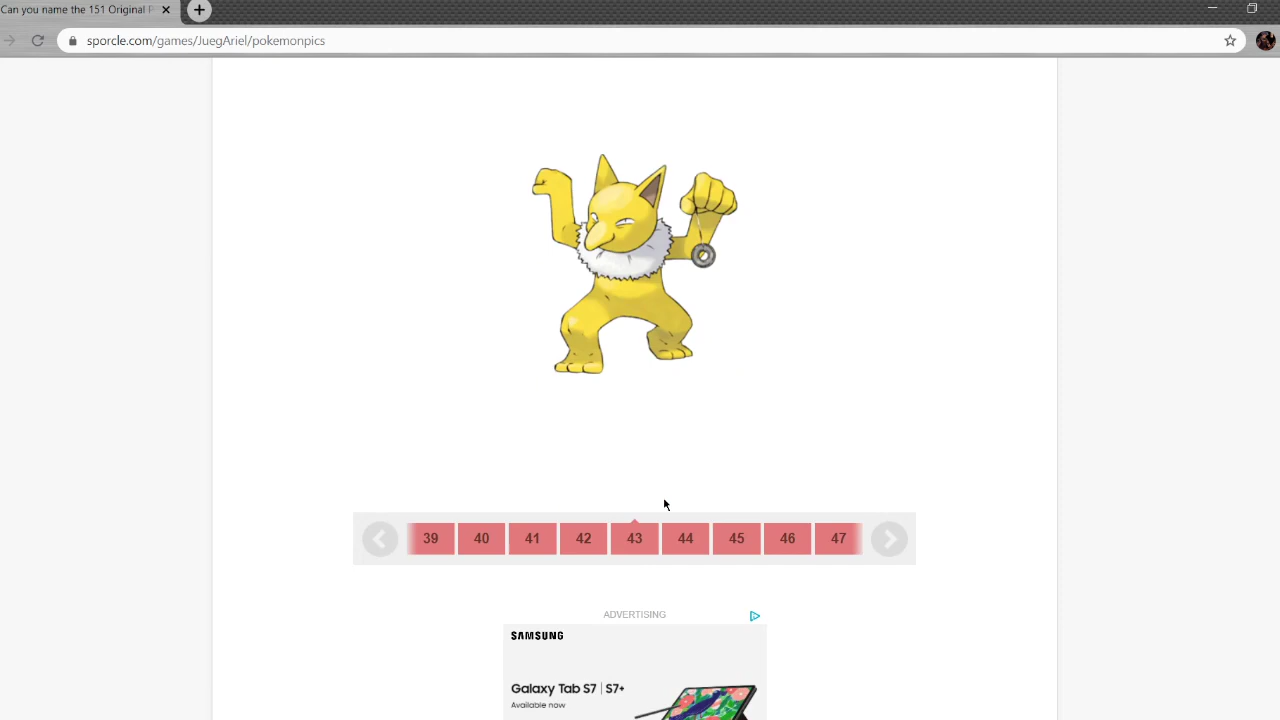 Can you name the 151 Original P
sporcle.com/games/JuegAriel/pokemonpics
39 40 41 42 43 44 45 46 47
ADVERTISING
SAMSUNG
Galaxy Tab S7 | S7+
Available now